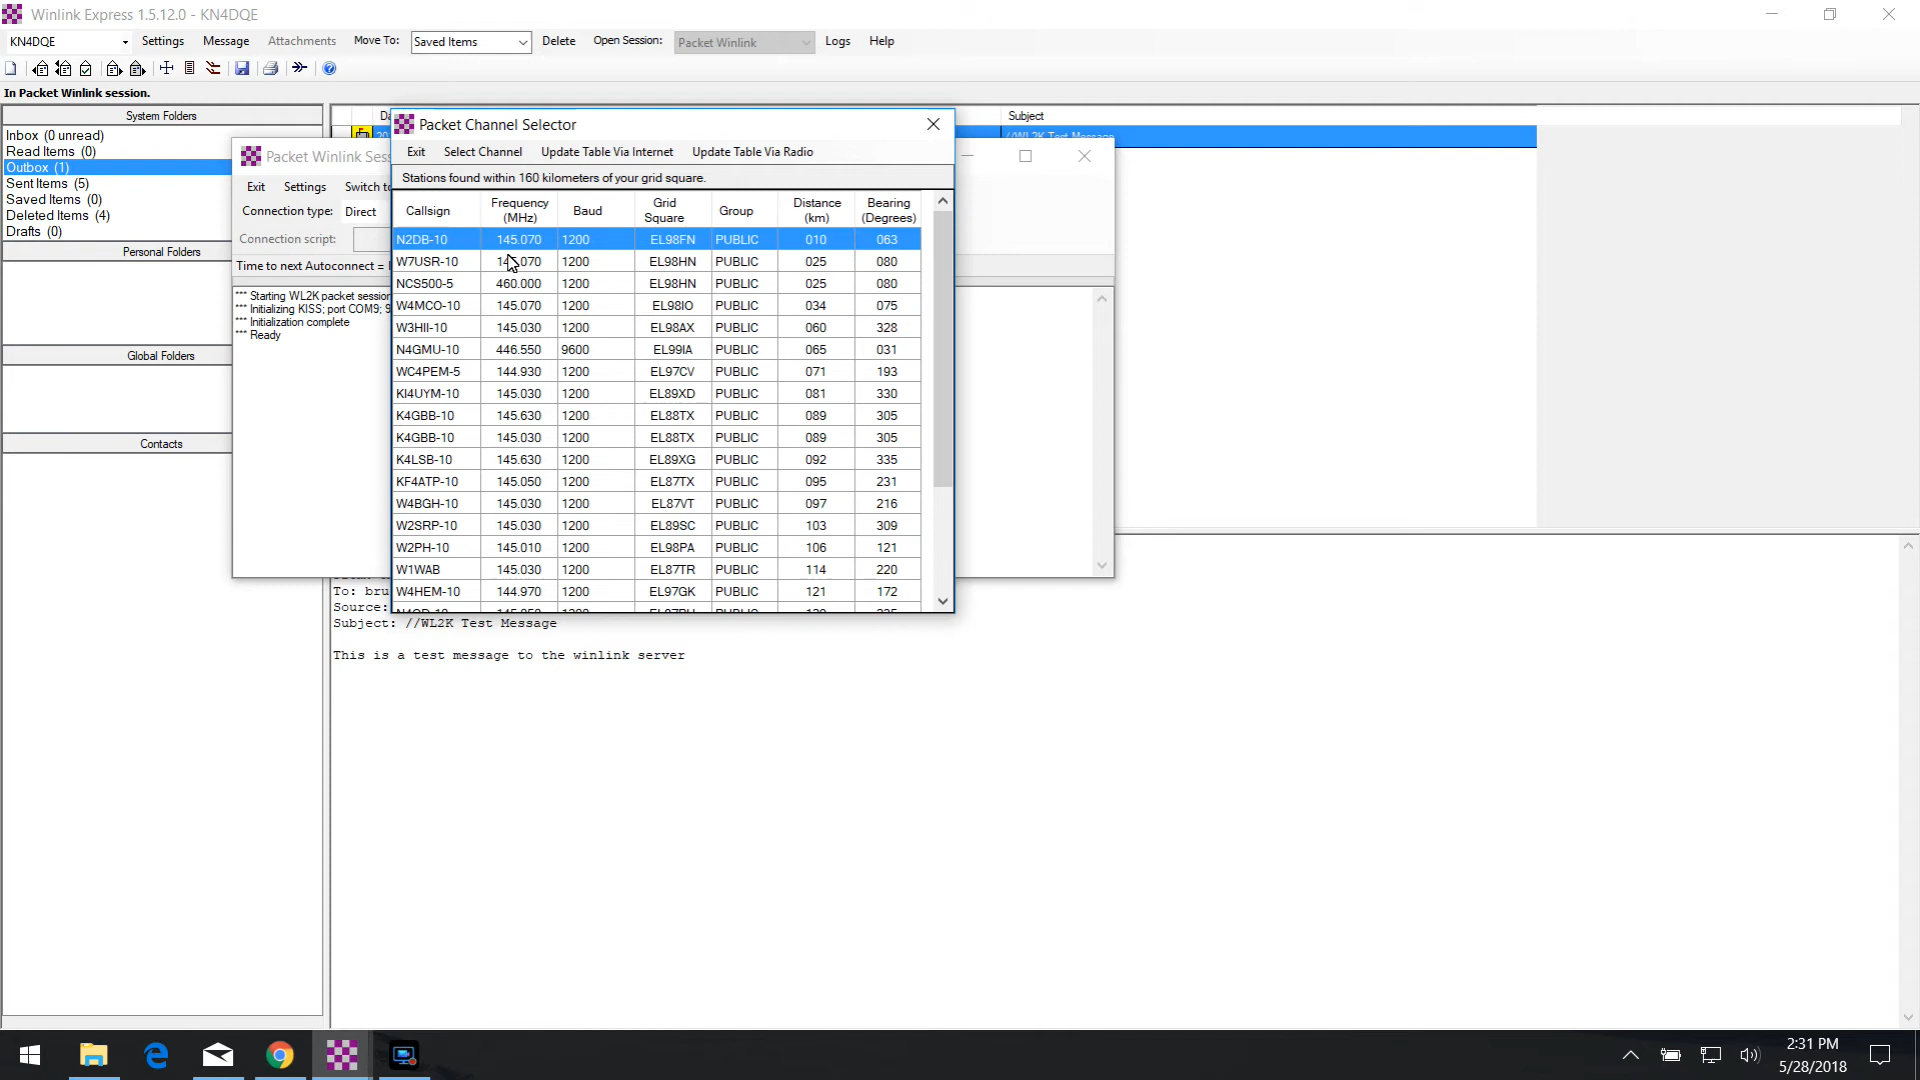 Winlink Express 1.5.12.0 - KN4DQE
KN4DQE Settings Message Attachments Move To: Saved Items Delete Open Session: Packet Winlink Logs Help
In Packet Winlink session.
System Folders
Inbox (0 unread)
Read Items (0)
Outbox (1)
Sent Items (5)
Saved Items (0)
Deleted Items (4)
Drafts (0)
Personal Folders
Global Folders
Contacts
Subject
//WL2K Test Message
Packet Winlink
Exit Settings Switch
Connection type: Direct
Connection script:
Time to next Autoconnect =
*** Starting WL2K packet session
*** Initializing KISS; port COM9;
*** Initialization complete
*** Ready
Packet Channel Selector
Exit Select Channel Update Table Via Internet Update Table Via Radio
Stations found within 160 kilometers of your grid square.
Callsign Frequency (MHz) Baud Grid Square Group Distance (km) Bearing (Degrees)
N2DB-10 145.070 1200 EL98FN PUBLIC 010 063
W7USR-10 1200 EL98HN PUBLIC 025 080
NCS500-5 460.000 1200 EL98HN PUBLIC 025 080
W4MCO-10 145.070 1200 EL98IO PUBLIC 034 075
W3HII-10 145.030 1200 EL98AX PUBLIC 060 328
N4GMU-10 446.550 9600 EL99IA PUBLIC 065 031
WC4PEM-5 144.930 1200 EL97CV PUBLIC 071 193
KI4UYM-10 145.030 1200 EL89XD PUBLIC 081 330
K4GBB-10 145.630 1200 EL88TX PUBLIC 089 305
K4GBB-10 145.030 1200 EL88TX PUBLIC 089 305
K4LSB-10 145.630 1200 EL89XG PUBLIC 092 335
KF4ATP-10 145.050 1200 EL87TX PUBLIC 095 231
W4BGH-10 145.030 1200 EL87VT PUBLIC 097 216
W2SRP-10 145.030 1200 EL89SC PUBLIC 103 309
W2PH-10 145.010 1200 EL98PA PUBLIC 106 121
W1WAB 145.030 1200 EL87TR PUBLIC 114 220
W4HEM-10 144.970 1200 EL97GK PUBLIC 121 172
To:
Source:
Subject: //WL2K Test Message
This is a test message to the winlink server
2:31 PM
5/28/2018